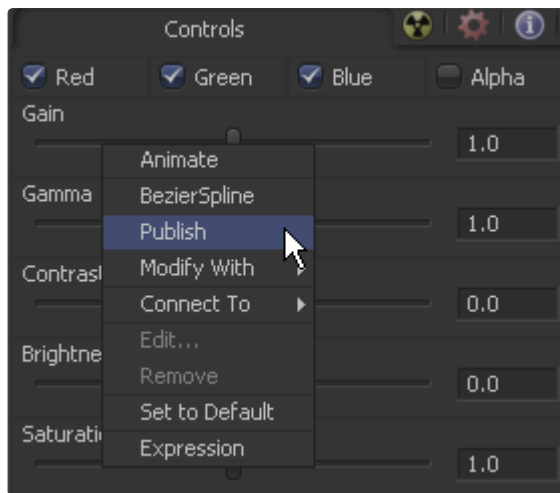 Controls
Red Green Blue Alpha
Gain
1.0
Animate
Gamma BezierSpline
1.0
Publish
Modify With
Connect To
0.0
Edit...
0.0
Remove
Set to Default
Expression
1.0